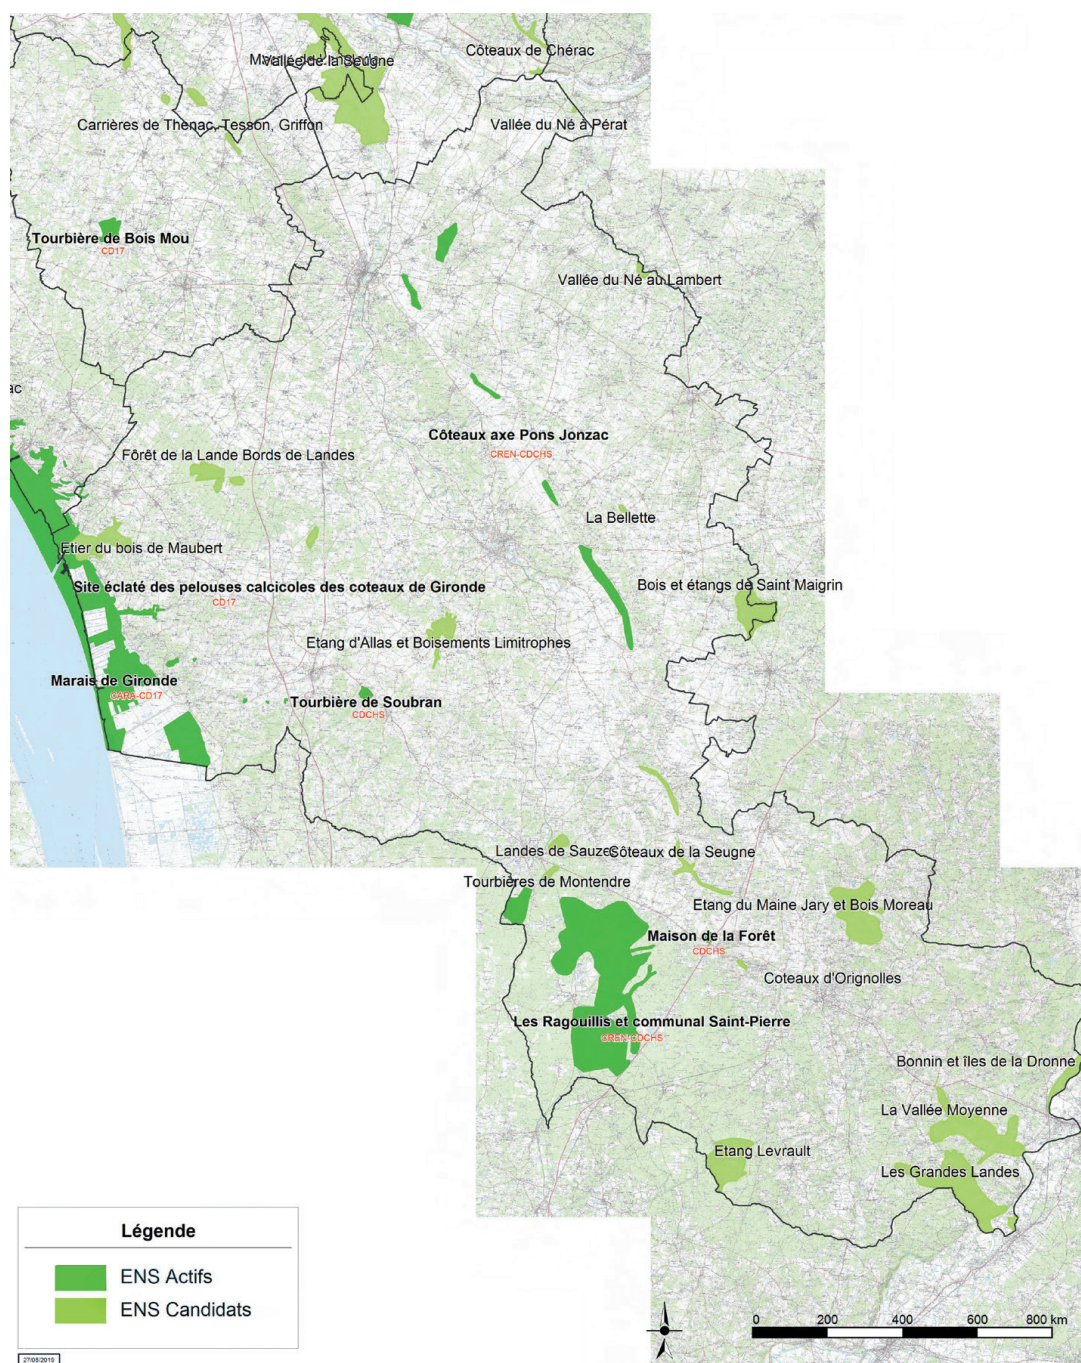 Côteaux de Chérac
Vallée de la Seugne
Carrières de Thenac, Tesson, Griffon
Vallée du Né à Pérat
Tourbière de Bois Mou
CD17
Vallée du Né au Lambert
ac
Côteaux axe Pons Jonzac
CREN-CDCHS
Fôrêt de la Lande Bords de Landes
La Bellette
Etier du bois de Maubert
Site éclaté des pelouses calcicoles des coteaux de Gironde
CD17
Bois et étangs de Saint Maigrin
Etang d'Allas et Boisements Limitrophes
Marais de Gironde
CARA-CD17
Tourbière de Soubran
CDCHS
Landes de Sauze
Côteaux de la Seugne
Tourbières de Montendre
Etang du Maine Jary et Bois Moreau
Maison de la Forêt
CDCHS
Coteaux d'Orignolles
Les Ragouillis et communal Saint-Pierre
CREN-CDCHS
Bonnin et îles de la Dronne
La Vallée Moyenne
Etang Levrault
Les Grandes Landes
Légende
ENS Actifs
ENS Candidats
0 200 400 600 800 km
27/08/2019